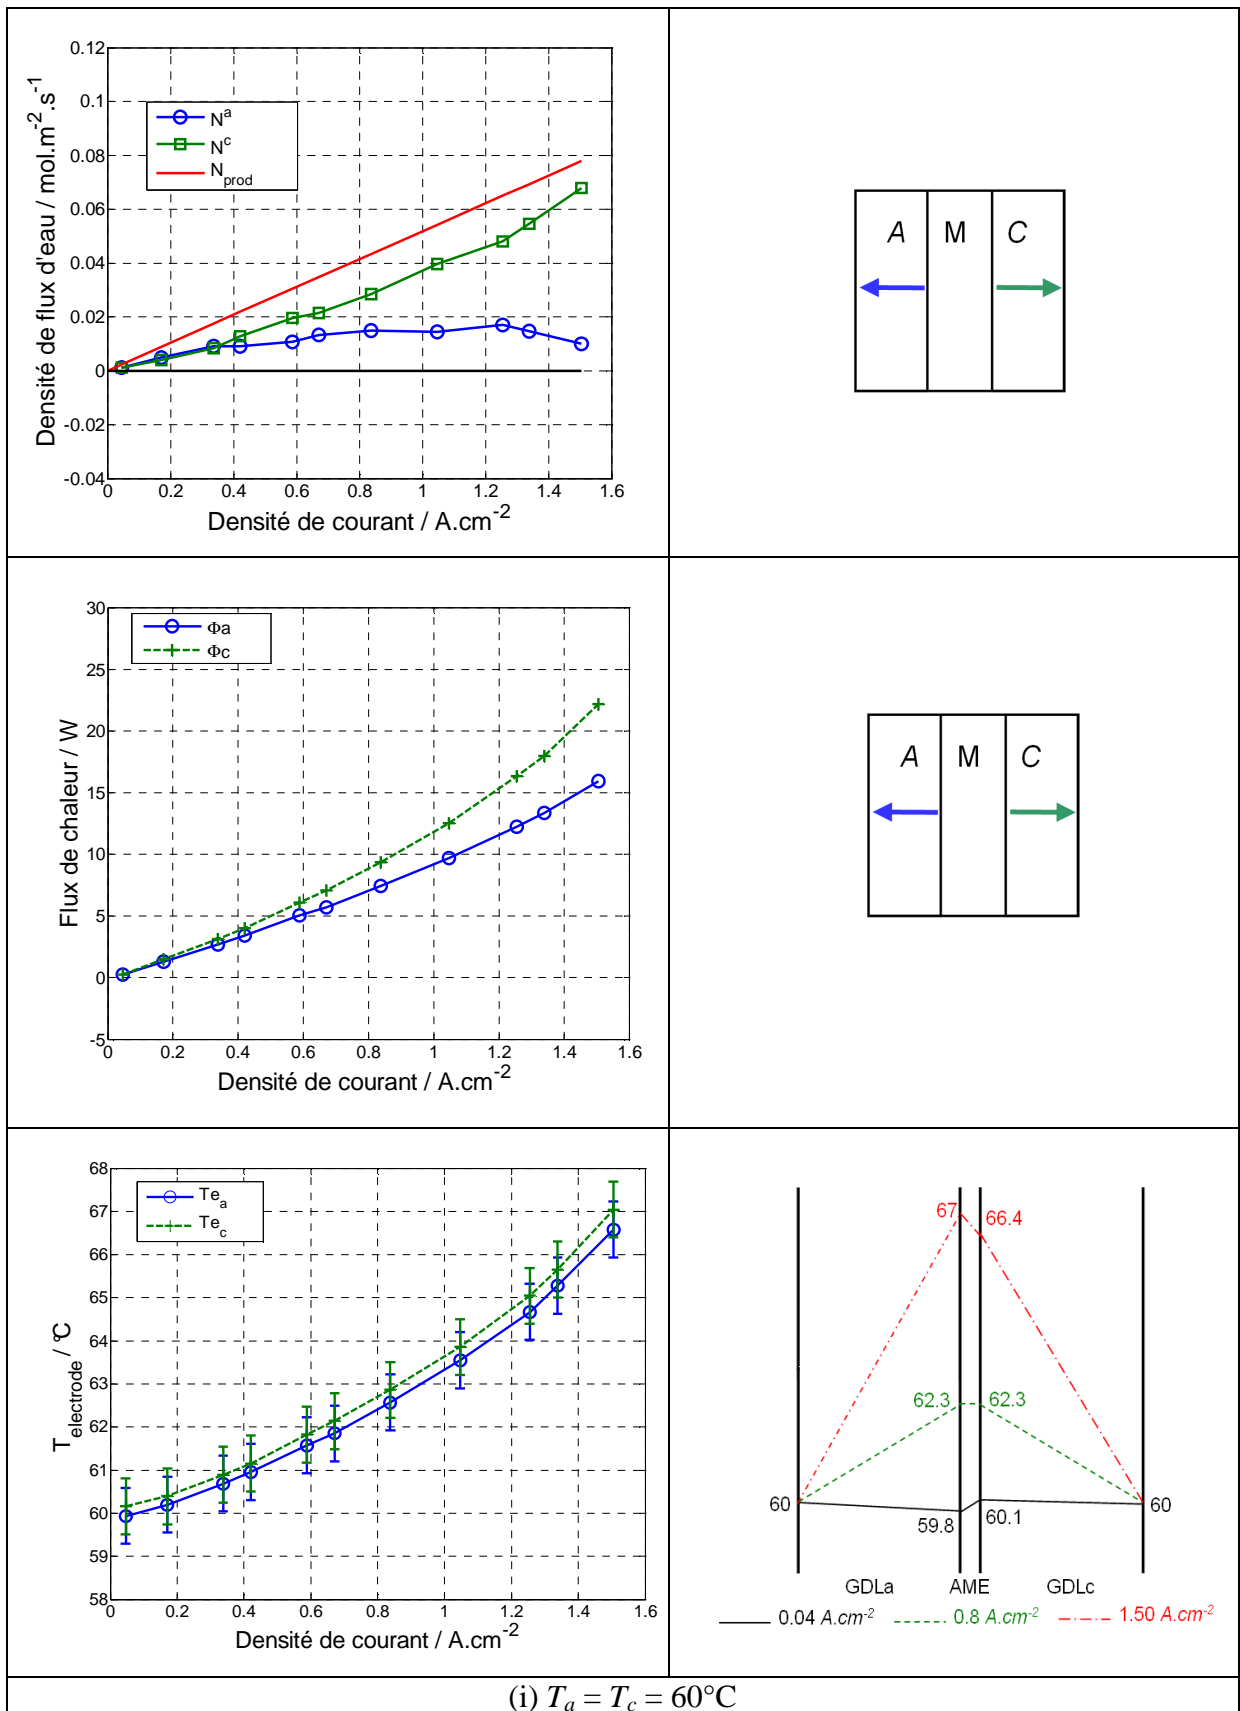 Densité de flux d'eau / mol.m-2.s-1
0.12
0.1
0.08
0.06
0.04
0.02
0
-0.02
-0.04
Na
Nc
Nprod
0 0.2 0.4 0.6 0.8 1 1.2 1.4 1.6
Densité de courant / A.cm-2
A M C
Flux de chaleur / W
30
25
20
15
10
5
0
-5
Φa
Φc
0 0.2 0.4 0.6 0.8 1 1.2 1.4 1.6
Densité de courant / A.cm-2
A M C
Telectrode / °C
68
67
66
65
64
63
62
61
60
59
58
Tea
Tec
0 0.2 0.4 0.6 0.8 1 1.2 1.4 1.6
Densité de courant / A.cm-2
67 66.4
62.3 62.3
60 60
59.8 60.1
GDLa AME GDLc
0.04 A.cm-2 0.8 A.cm-2 1.50 A.cm-2
(i) Ta = Tc = 60°C